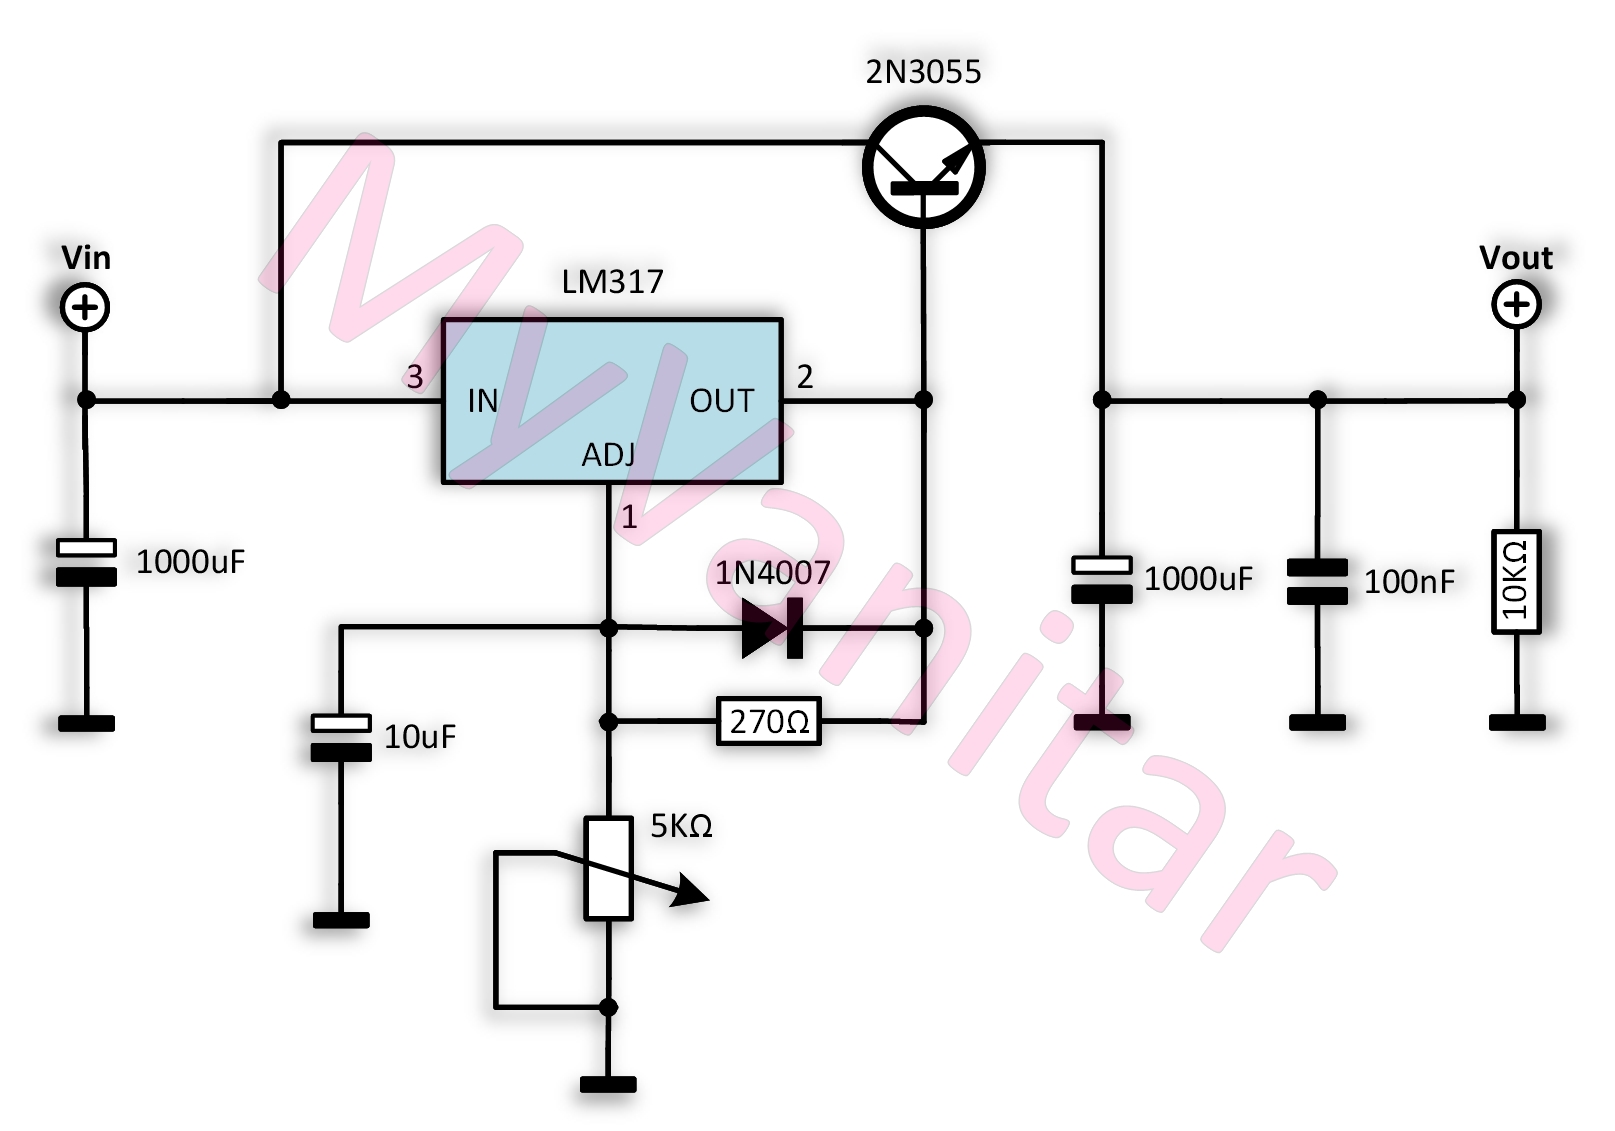 2N3055
Vin
Vout
LM317
3
2
IN
OUT
ADJ
1
1000uF
1N4007
1000uF
100nF
10KΩ
10uF
270Ω
5KΩ
MyVanitar